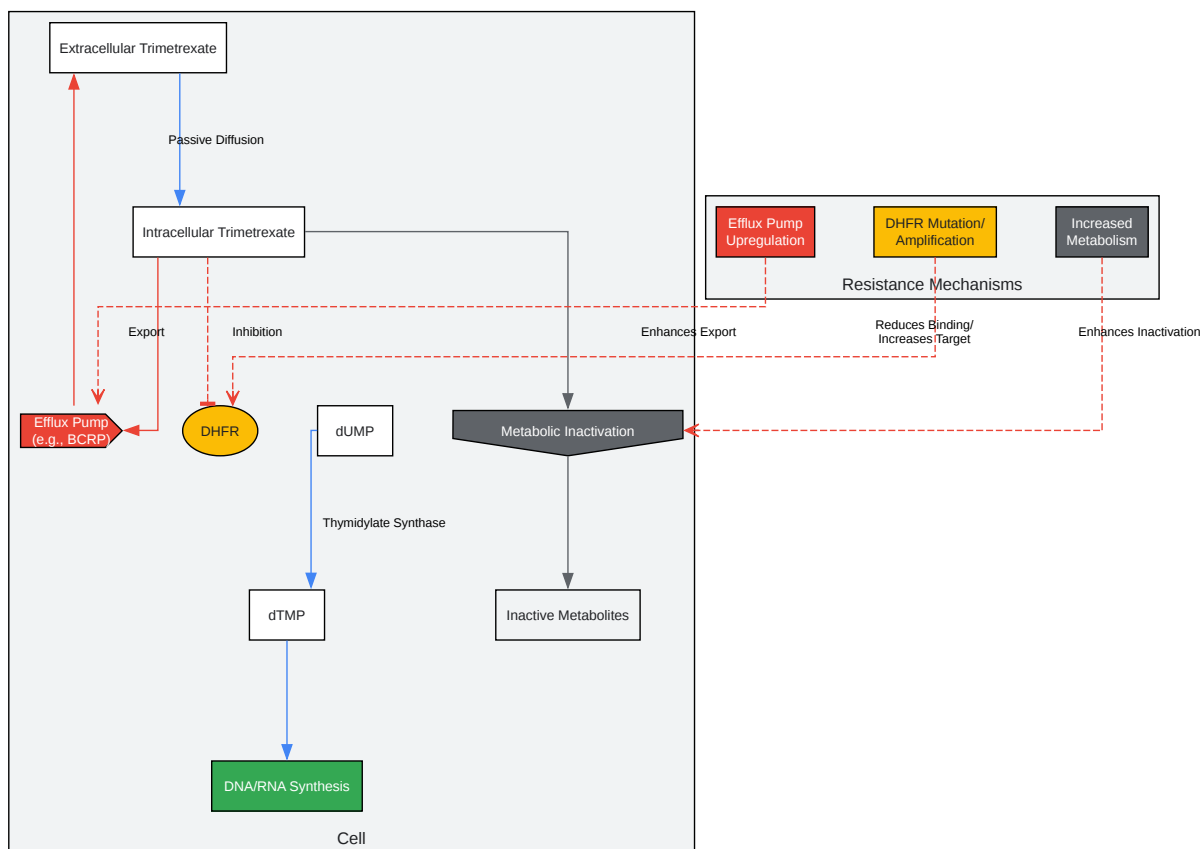 Extracellular Trimetrexate
Passive Diffusion
Intracellular Trimetrexate
Efflux Pump
Upregulation
DHFR Mutation/
Amplification
Increased
Metabolism
Resistance Mechanisms
Export
Inhibition
Enhances Export
Reduces Binding/
Increases Target
Enhances Inactivation
Efflux Pump
(e.g., BCRP)
DHFR
dUMP
Metabolic Inactivation
Thymidylate Synthase
dTMP
Inactive Metabolites
DNA/RNA Synthesis
Cell